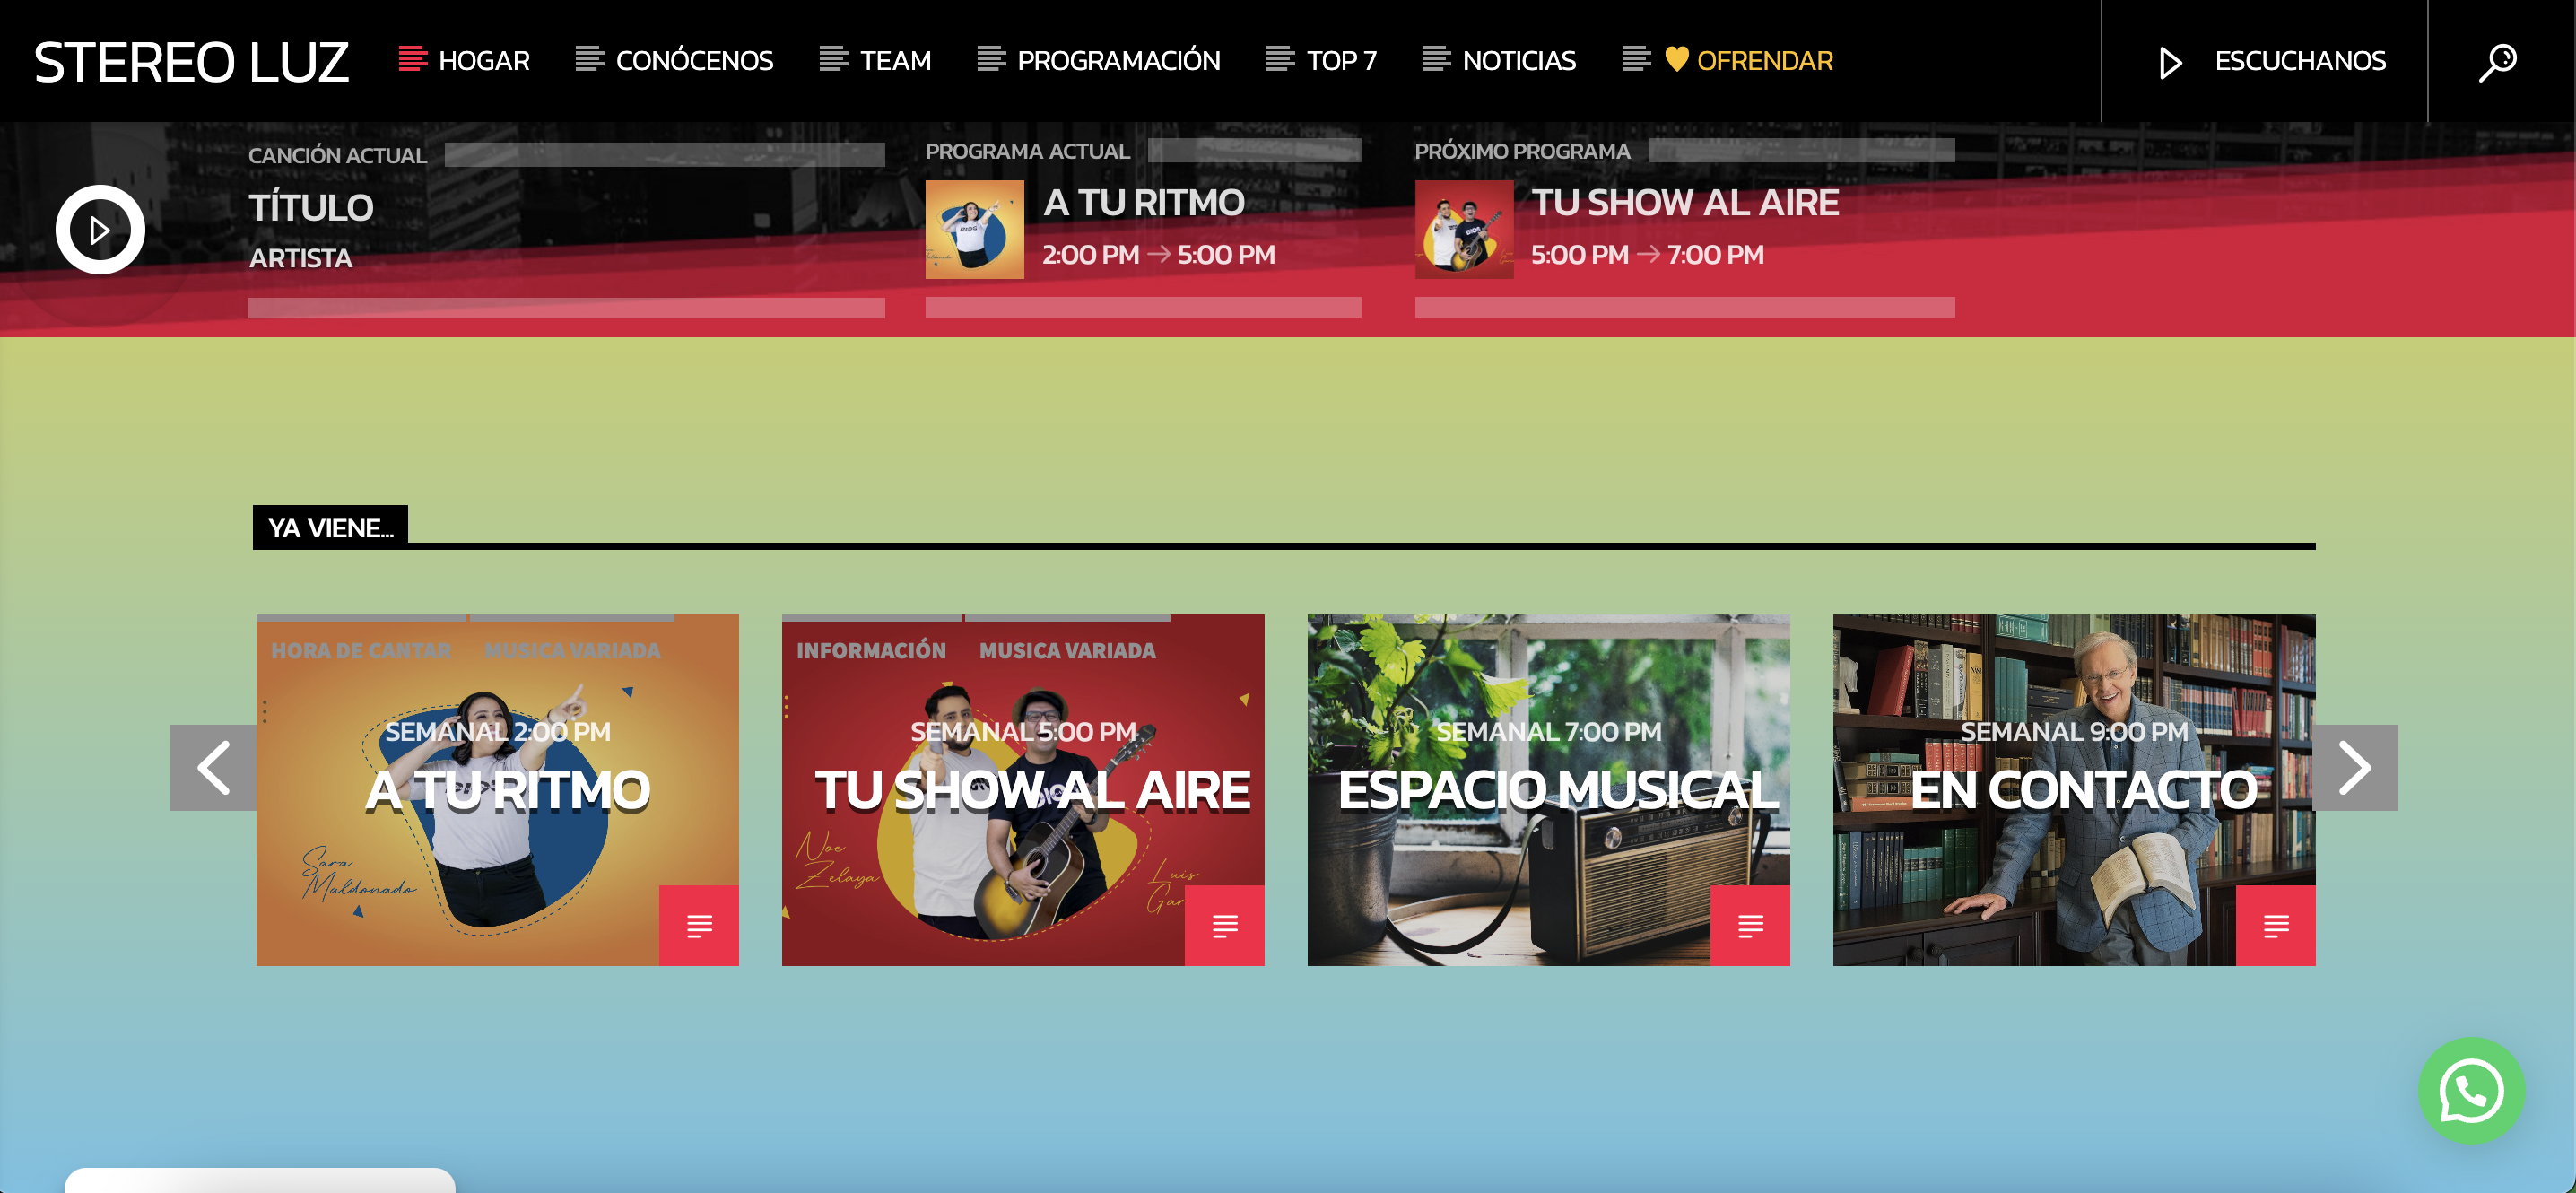 STEREO LUZ
HOGAR
CONÓCENOS
TEAM
PROGRAMACIÓN
TOP 7
NOTICIAS
OFRENDAR
ESCUCHANOS
CANCIÓN ACTUAL
TÍTULO
ARTISTA
PROGRAMA ACTUAL
A TU RITMO
2:00 PM → 5:00 PM
PRÓXIMO PROGRAMA
TU SHOW AL AIRE
5:00 PM → 7:00 PM
YA VIENE...
HORA DE CANTAR MUSICA VARIADA
SEMANAL 2:00 PM
A TU RITMO
Sara
Maldonado
INFORMACIÓN MUSICA VARIADA
SEMANAL 5:00 PM
TU SHOW AL AIRE
Noe
Zelaya
Luis
SEMANAL 7:00 PM
ESPACIO MUSICAL
SEMANAL 9:00 PM
EN CONTACTO